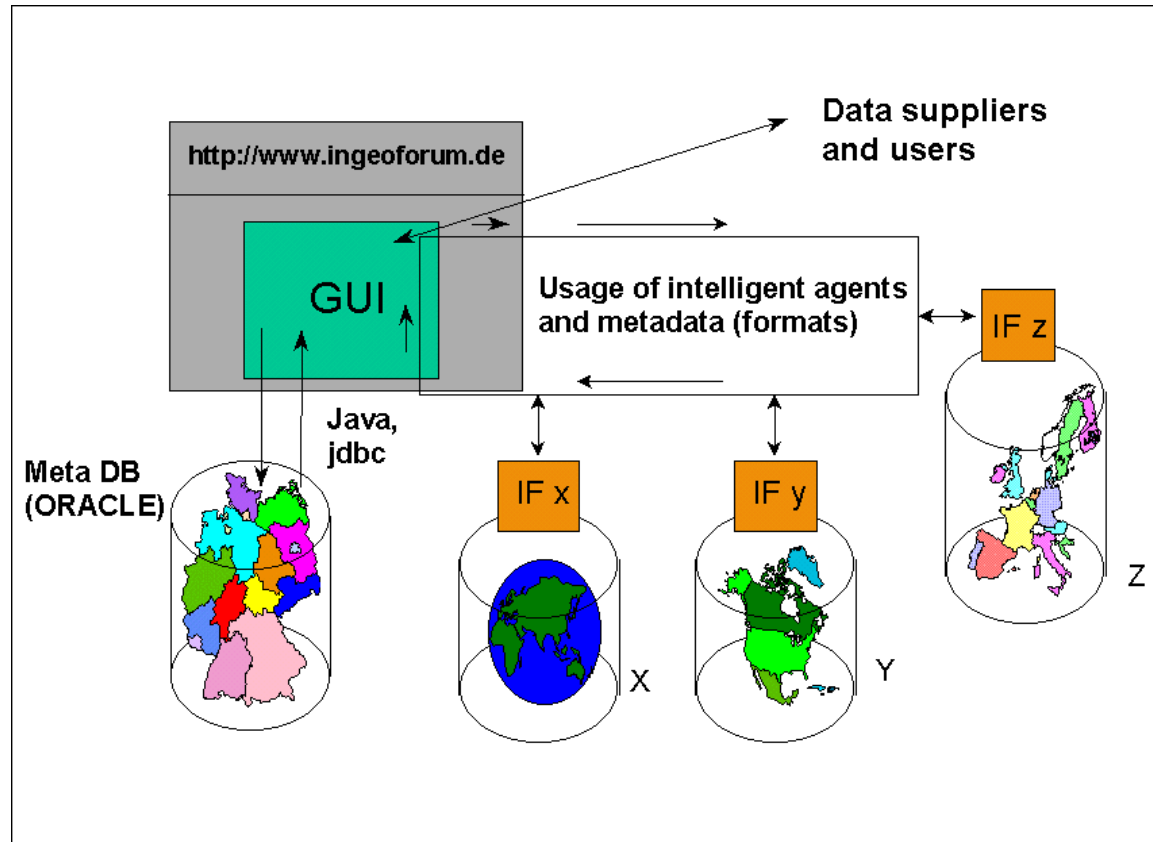 Data suppliers
and users
http://www.ingeoforum.de
GUI
Usage of intelligent agents
and metadata (formats)
IF z
Java,
jdbc
Meta DB
(ORACLE)
IF x
IF y
Z
X
Y